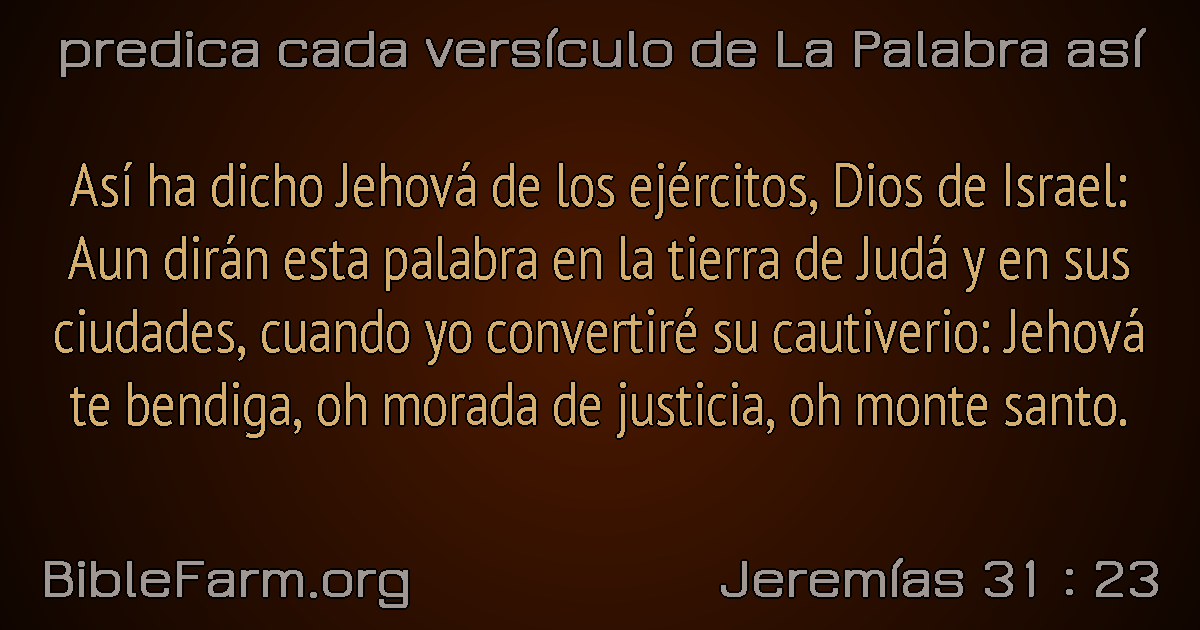 predica cada versículo de La Palabra así
Así ha dicho Jehová de los ejércitos, Dios de Israel:
Aun dirán esta palabra en la tierra de Judá y en sus
ciudades, cuando yo convertiré su cautiverio: Jehová
te bendiga, oh morada de justicia, oh monte santo.
BibleFarm.org
Jeremías 31 : 23